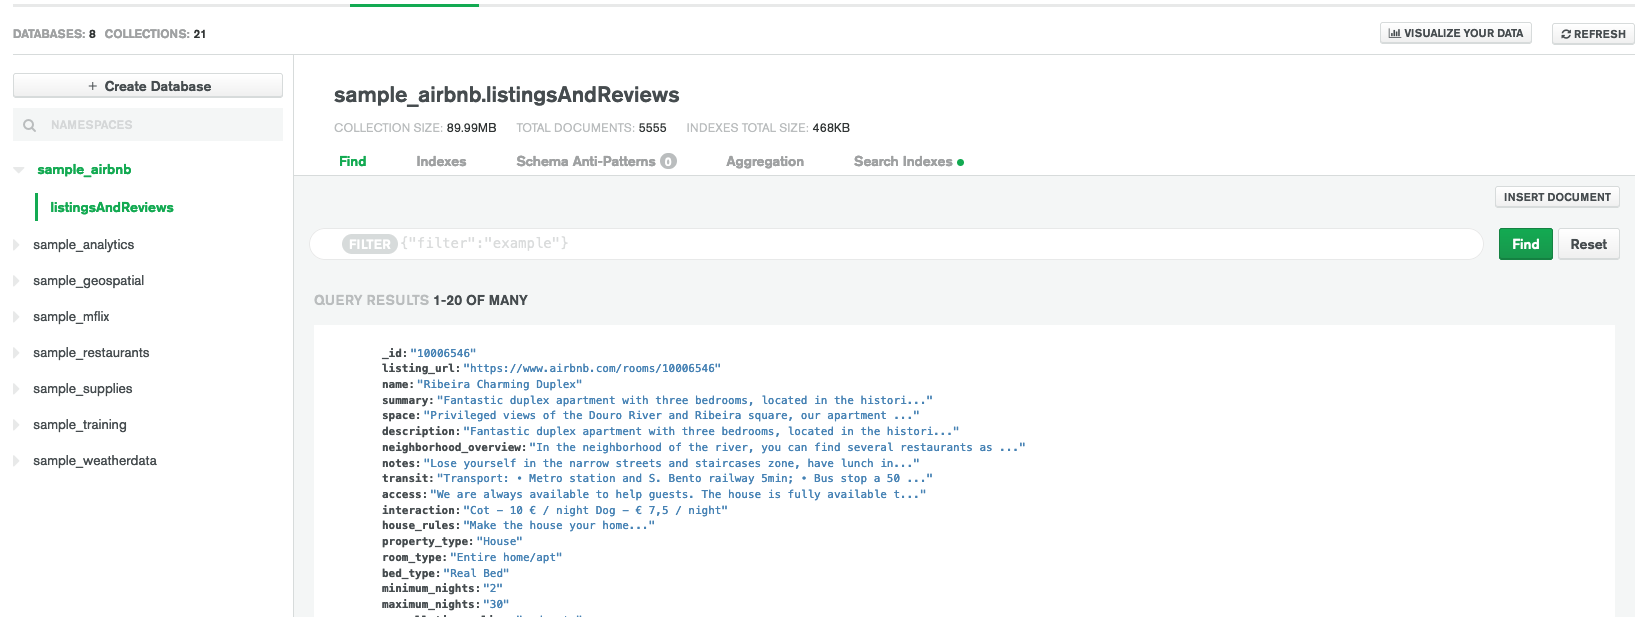 DATABASES: 8 COLLECTIONS: 21
VISUALIZE YOUR DATA
REFRESH
+ Create Database
NAMESPACES
sample_airbnb
listingsAndReviews
sample_analytics
sample_geospatial
sample_mflix
sample_restaurants
sample_supplies
sample_training
sample_weatherdata
sample_airbnb.listingsAndReviews
COLLECTION SIZE: 89.99MB TOTAL DOCUMENTS: 5555 INDEXES TOTAL SIZE: 468KB
Find Indexes Schema Anti-Patterns 0 Aggregation Search Indexes
INSERT DOCUMENT
FILTER {"filter":"example"}
Find Reset
QUERY RESULTS 1-20 OF MANY
_id: "10006546"
listing_url: "https://www.airbnb.com/rooms/10006546"
name: "Ribeira Charming Duplex"
summary: "Fantastic duplex apartment with three bedrooms, located in the histori..."
space: "Privileged views of the Douro River and Ribeira square, our apartment ..."
description: "Fantastic duplex apartment with three bedrooms, located in the histori..."
neighborhood_overview: "In the neighborhood of the river, you can find several restaurants as ..."
notes: "Lose yourself in the narrow streets and staircases zone, have lunch in..."
transit: "Transport: • Metro station and S. Bento railway 5min; • Bus stop a 50 ..."
access: "We are always available to help guests. The house is fully available t..."
interaction: "Cot - 10 € / night Dog - € 7,5 / night"
house_rules: "Make the house your home..."
property_type: "House"
room_type: "Entire home/apt"
bed_type: "Real Bed"
minimum_nights: "2"
maximum_nights: "30"